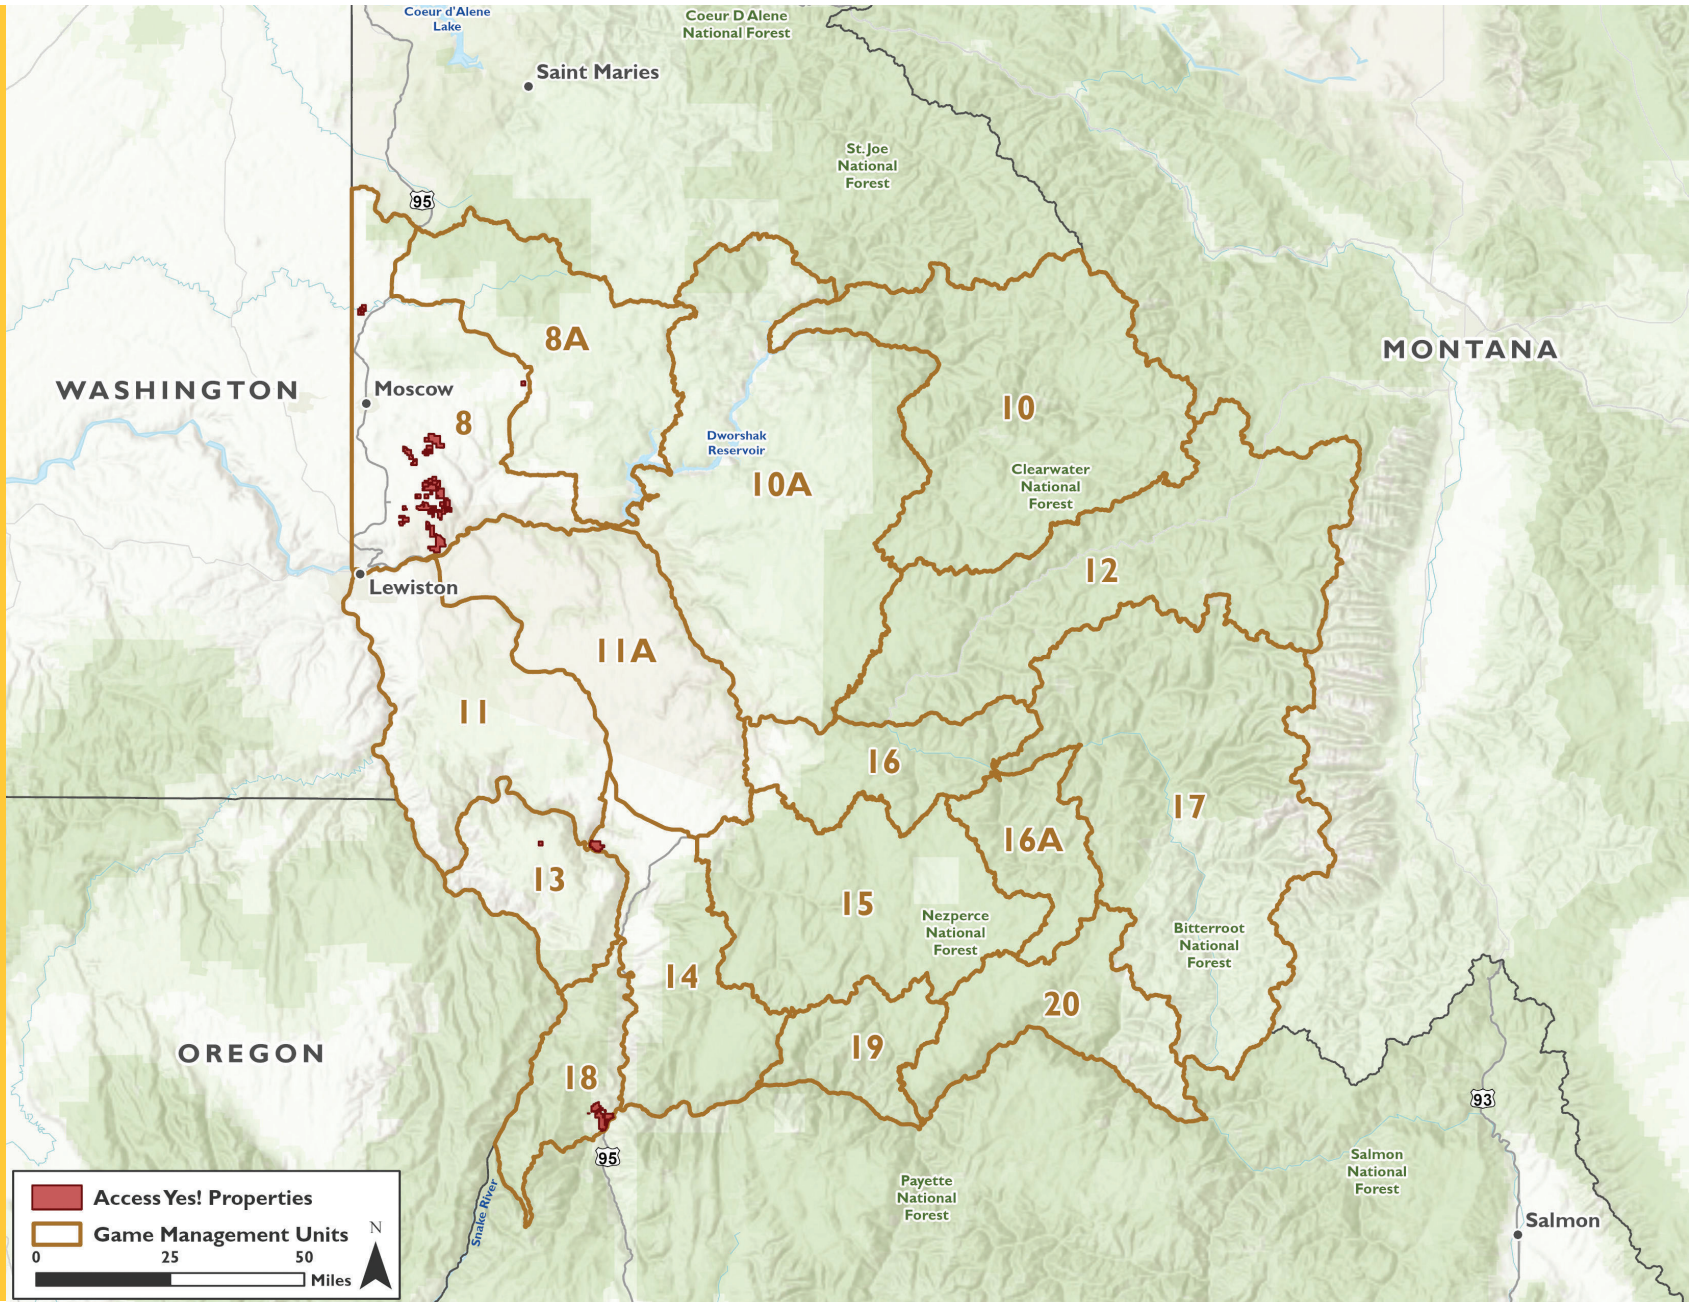 Coeur d'Alene
Lake
Coeur D Alene
National Forest
Saint Maries
St. Joe
National
Forest
95
8A
MONTANA
WASHINGTON
Moscow
8
10
Dworshak
Reservoir
10A
Clearwater
National
Forest
12
Lewiston
11A
11
16
17
16A
13
15
Nezperce
National
Forest
Bitterroot
National
Forest
14
20
OREGON
19
18
93
95
Salmon
National
Forest
Payette
National
Forest
Snake River
Salmon
Access Yes! Properties
Game Management Units
N
0 25 50
Miles